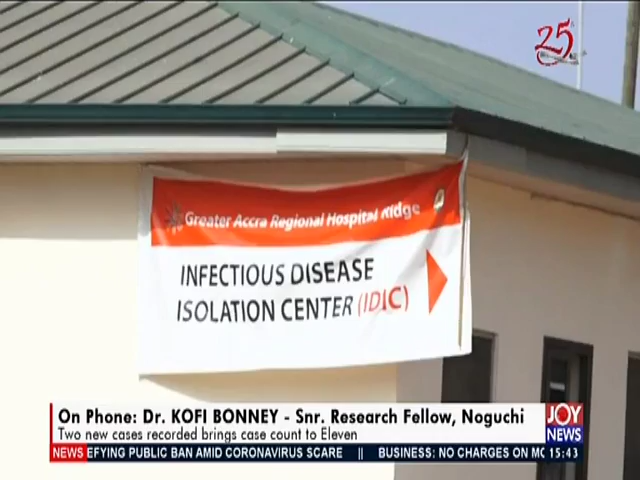 25
Greater Accra Regional Hospital Ridge
INFECTIOUS DISEASE
ISOLATION CENTER (IDIC)
On Phone: Dr. KOFI BONNEY - Snr. Research Fellow, Noguchi
Two new cases recorded brings case count to Eleven
JOY
NEWS
NEWS EFYING PUBLIC BAN AMID CORONAVIRUS SCARE || BUSINESS: NO CHARGES ON MO 15:43